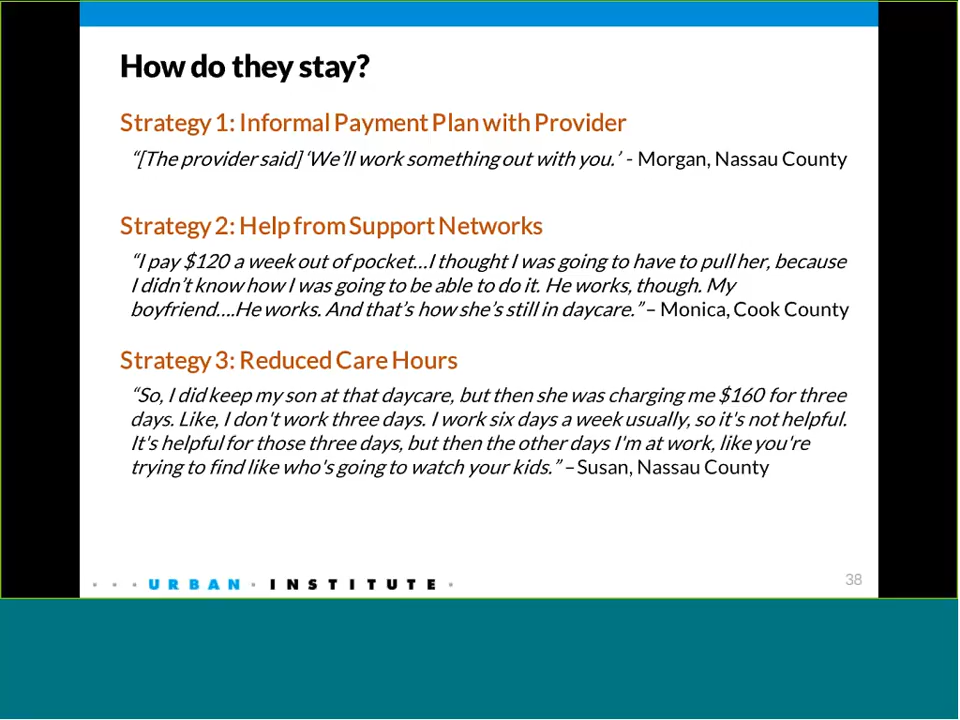 How do they stay?
Strategy 1: Informal Payment Plan with Provider
“[The provider said] ‘We’ll work something out with you.’ - Morgan, Nassau County
Strategy 2: Help from Support Networks
“I pay $120 a week out of pocket…I thought I was going to have to pull her, because
I didn’t know how I was going to be able to do it. He works, though. My
boyfriend….He works. And that’s how she’s still in daycare.” – Monica, Cook County
Strategy 3: Reduced Care Hours
“So, I did keep my son at that daycare, but then she was charging me $160 for three
days. Like, I don't work three days. I work six days a week usually, so it's not helpful.
It's helpful for those three days, but then the other days I'm at work, like you're
trying to find like who's going to watch your kids.” – Susan, Nassau County
URBAN INSTITUTE
38